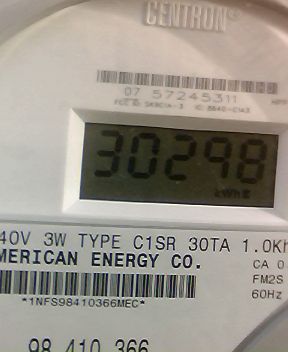 CENTRON®
07 57245311
30298
kWh
40V 3W TYPE C1SR 30TA 1.0Kh
MERICAN ENERGY CO.
CA 0
FM2S
*1NFS98410366MEC*
60Hz
98 410 366